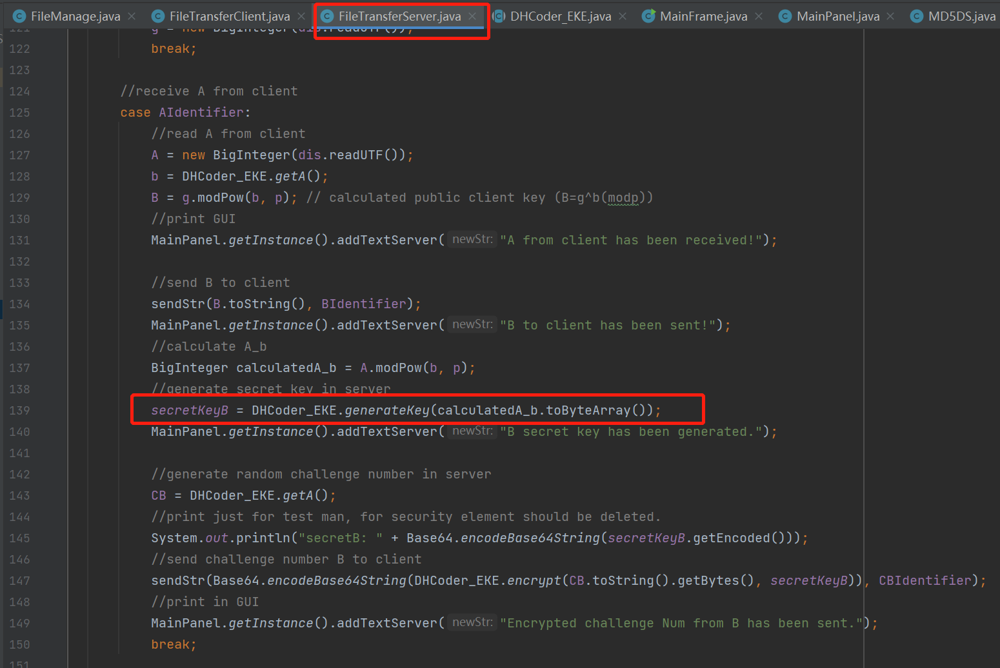 FileManage.java FileTransferClient.java FileTransferServer.java DHCoder_EKE.java MainFrame.java MainPanel.java MD5DS.java
121 g = new BigInteger(dis.readUTF());
122 break;
123
124 //receive A from client
125 case AIdentifier:
126 //read A from client
127 A = new BigInteger(dis.readUTF());
128 b = DHCoder_EKE.getA();
129 B = g.modPow(b, p); // calculated public client key (B=g^b(modp))
130 //print GUI
131 MainPanel.getInstance().addTextServer( newStr: "A from client has been received!");
132
133 //send B to client
134 sendStr(B.toString(), BIdentifier);
135 MainPanel.getInstance().addTextServer( newStr: "B to client has been sent!");
136 //calculate A_b
137 BigInteger calculatedA_b = A.modPow(b, p);
138 //generate secret key in server
139 secretKeyB = DHCoder_EKE.generateKey(calculatedA_b.toByteArray());
140 MainPanel.getInstance().addTextServer( newStr: "B secret key has been generated.");
141
142 //generate random challenge number in server
143 CB = DHCoder_EKE.getA();
144 //print just for test man, for security element should be deleted.
145 System.out.println("secretB: " + Base64.encodeBase64String(secretKeyB.getEncoded()));
146 //send challenge number B to client
147 sendStr(Base64.encodeBase64String(DHCoder_EKE.encrypt(CB.toString().getBytes(), secretKeyB)), CBIdentifier);
148 //print in GUI
149 MainPanel.getInstance().addTextServer( newStr: "Encrypted challenge Num from B has been sent.");
150 break;
151